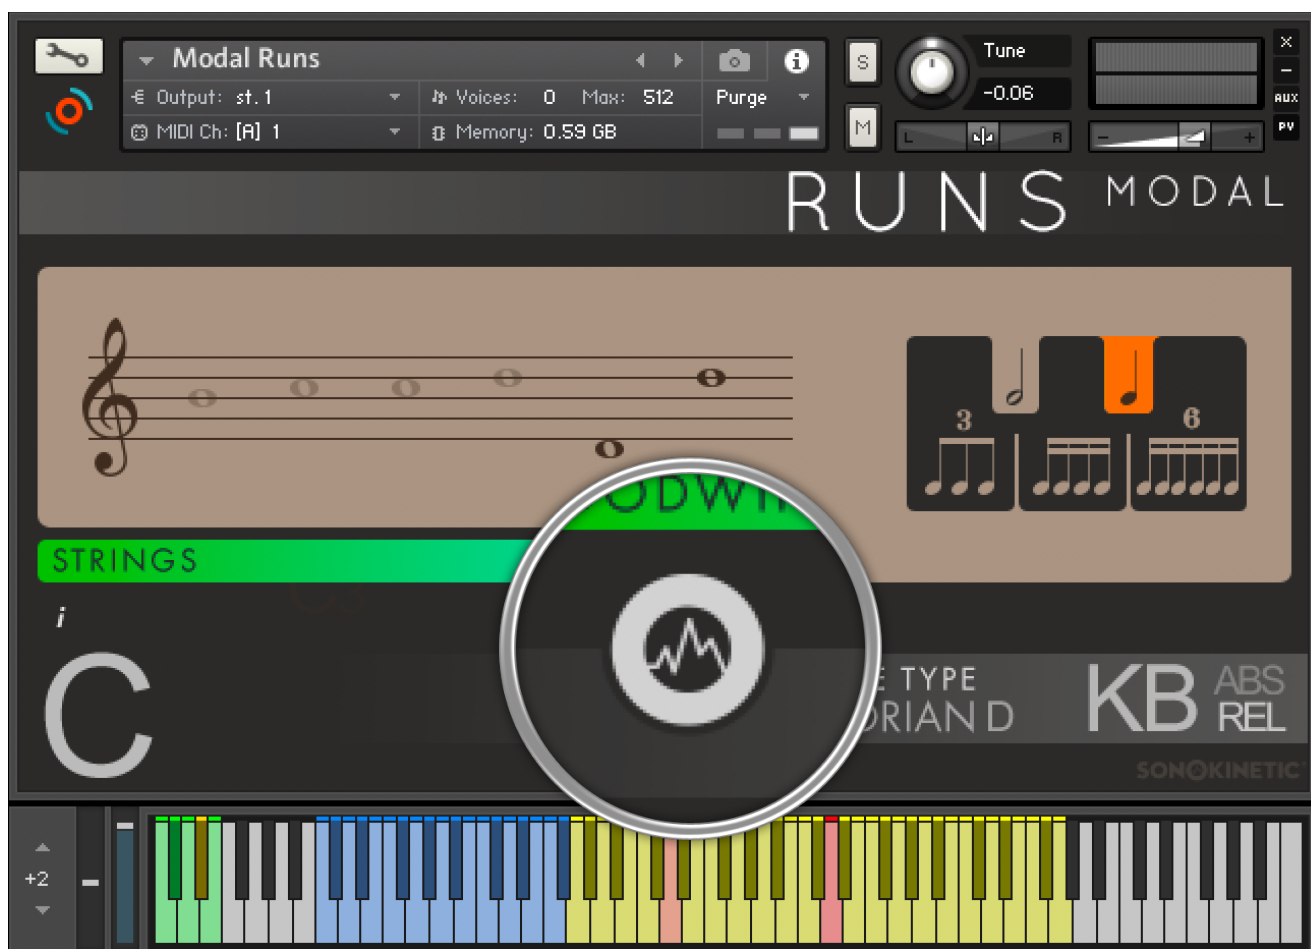 Modal Runs
i
S
Tune
X
Output: st.1
Voices: 0 Max: 512
Purge
-0.06
AUX
MIDI Ch: [A] 1
Memory: 0.59 GB
M
L
R
-
+
PV
RUNS MODAL
3
6
STRINGS
i
C
TYPE
KB
ABS
REL
D
SONOKINETIC
+2